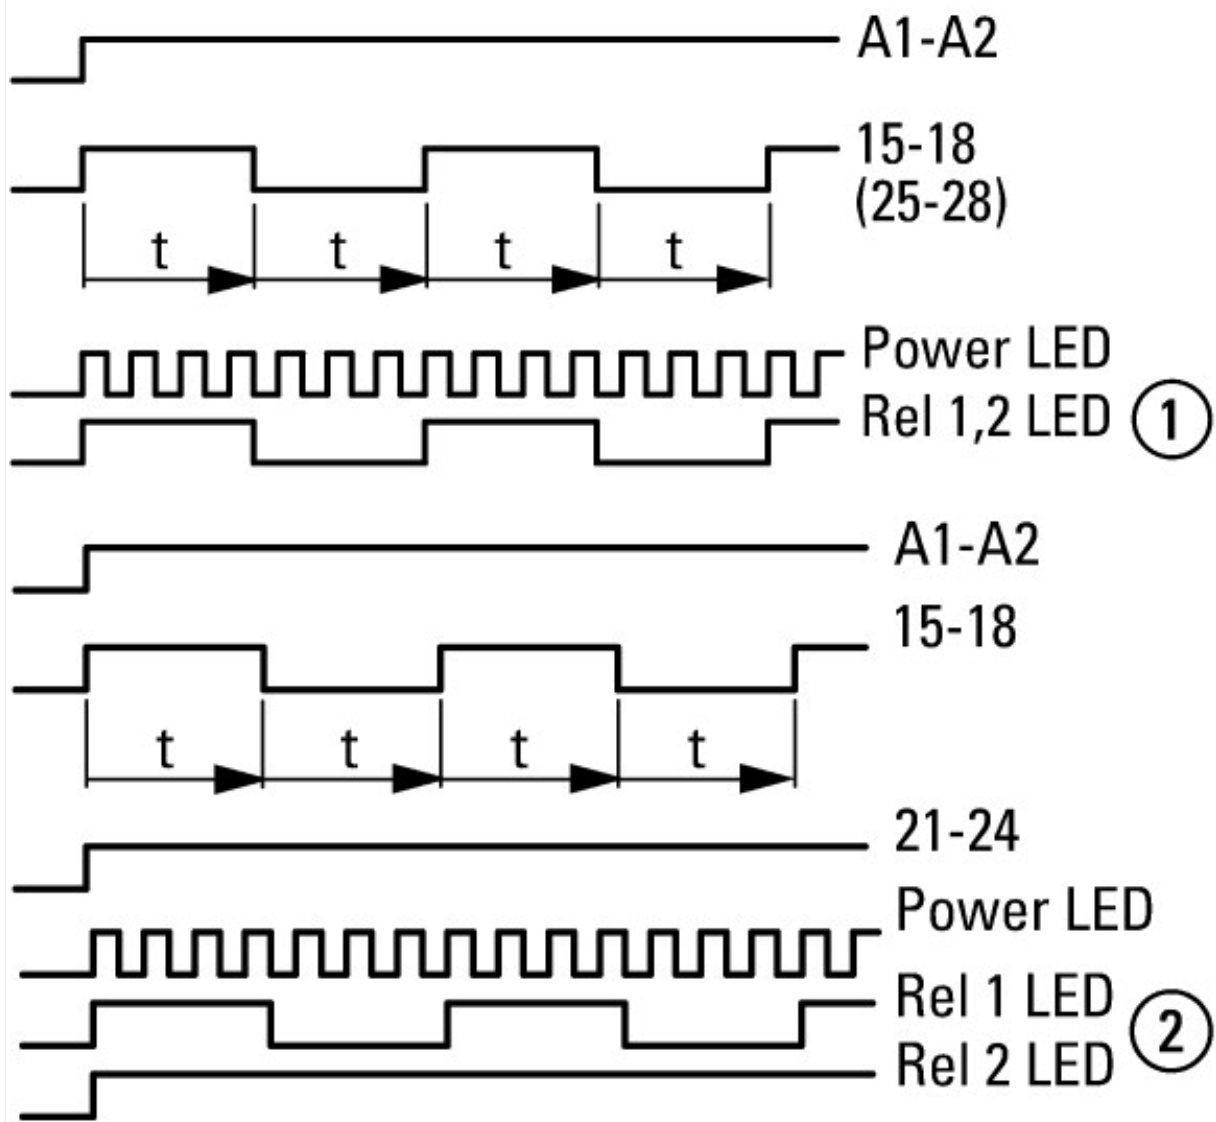 A1-A2
15-18
(25-28)
t t t t
Power LED
Rel 1,2 LED 1
A1-A2
15-18
t t t t
21-24
Power LED
Rel 1 LED
2
Rel 2 LED